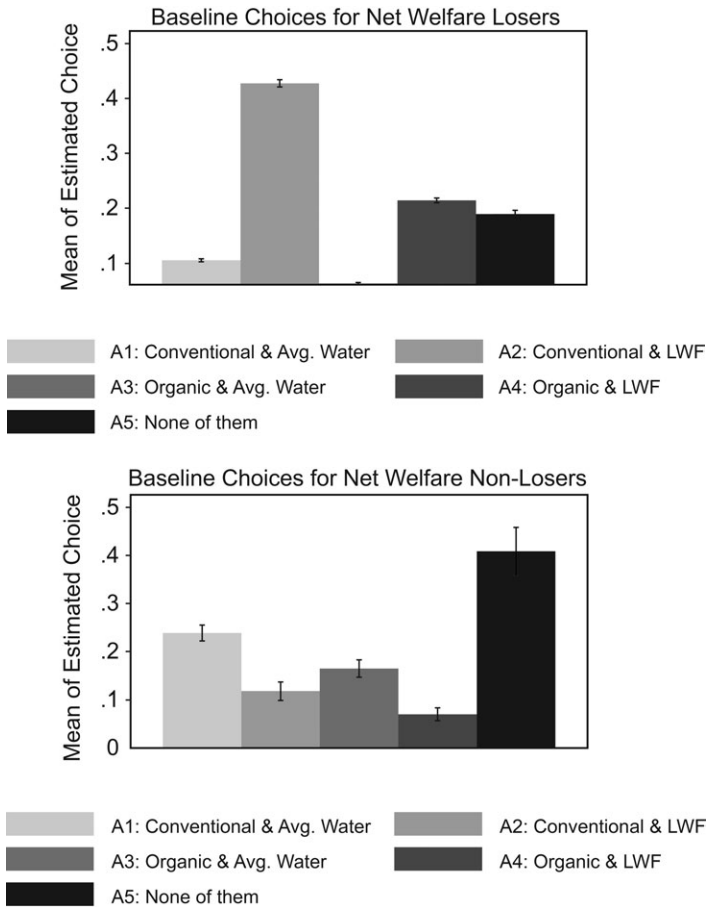 Baseline Choices for Net Welfare Losers
Mean of Estimated Choice
.5
.4
.3
.2
.1
A1: Conventional & Avg. Water
A2: Conventional & LWF
A3: Organic & Avg. Water
A4: Organic & LWF
A5: None of them
Baseline Choices for Net Welfare Non-Losers
Mean of Estimated Choice
.5
.4
.3
.2
.1
0
A1: Conventional & Avg. Water
A2: Conventional & LWF
A3: Organic & Avg. Water
A4: Organic & LWF
A5: None of them